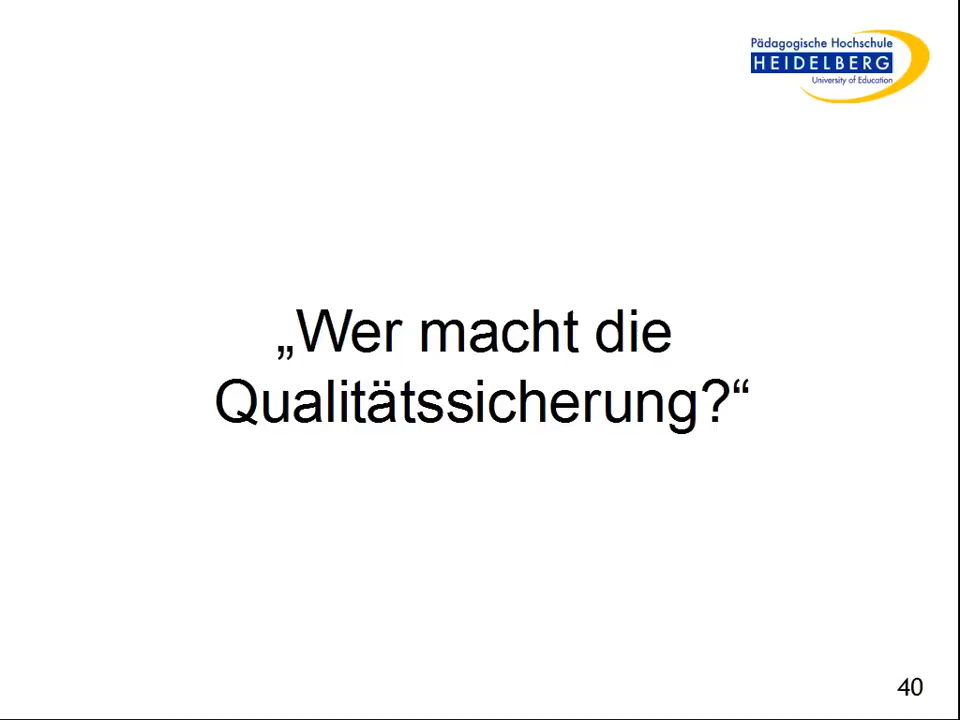 Pädagogische Hochschule
HEIDELBERG
University of Education
„Wer macht die
Qualitätssicherung?“
40